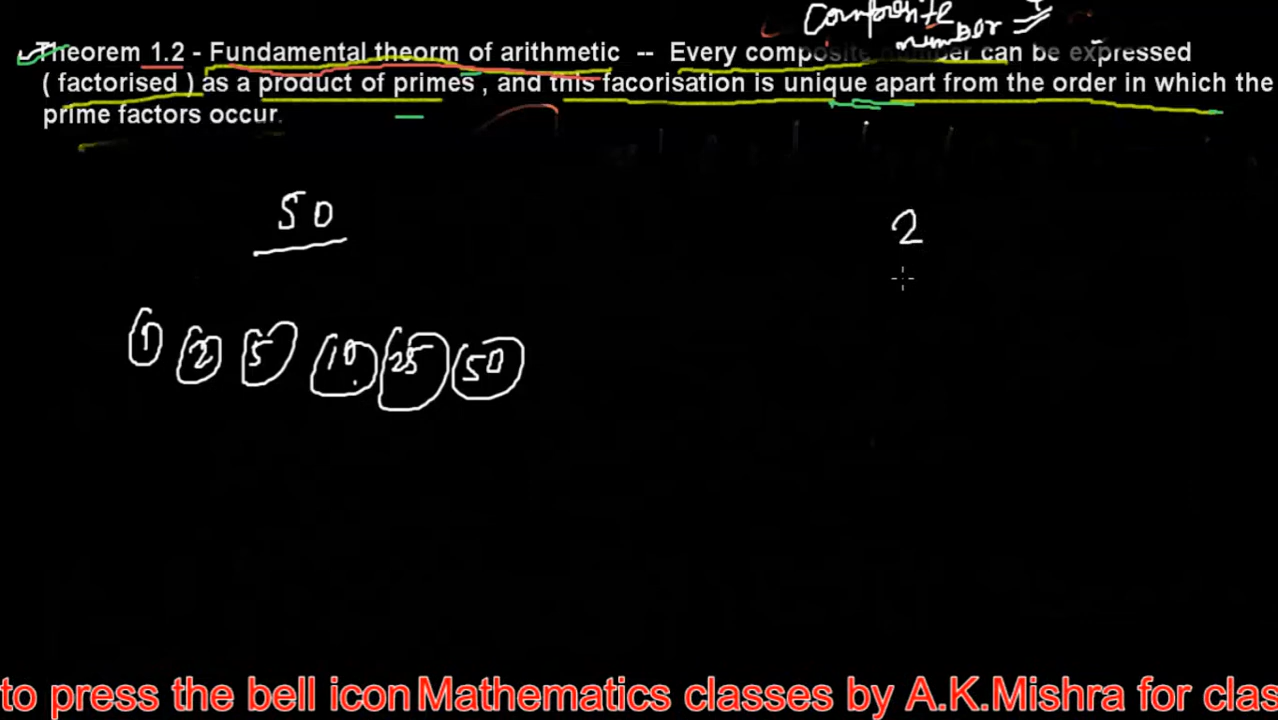 Composite
number
Theorem 1.2 - Fundamental theorm of arithmetic -- Every composite number can be expressed
( factorised ) as a product of primes , and this facorisation is unique apart from the order in which the
prime factors occur.
50
2
1 2 5 10 25 50
to press the bell icon Mathematics classes by A.K.Mishra for clas